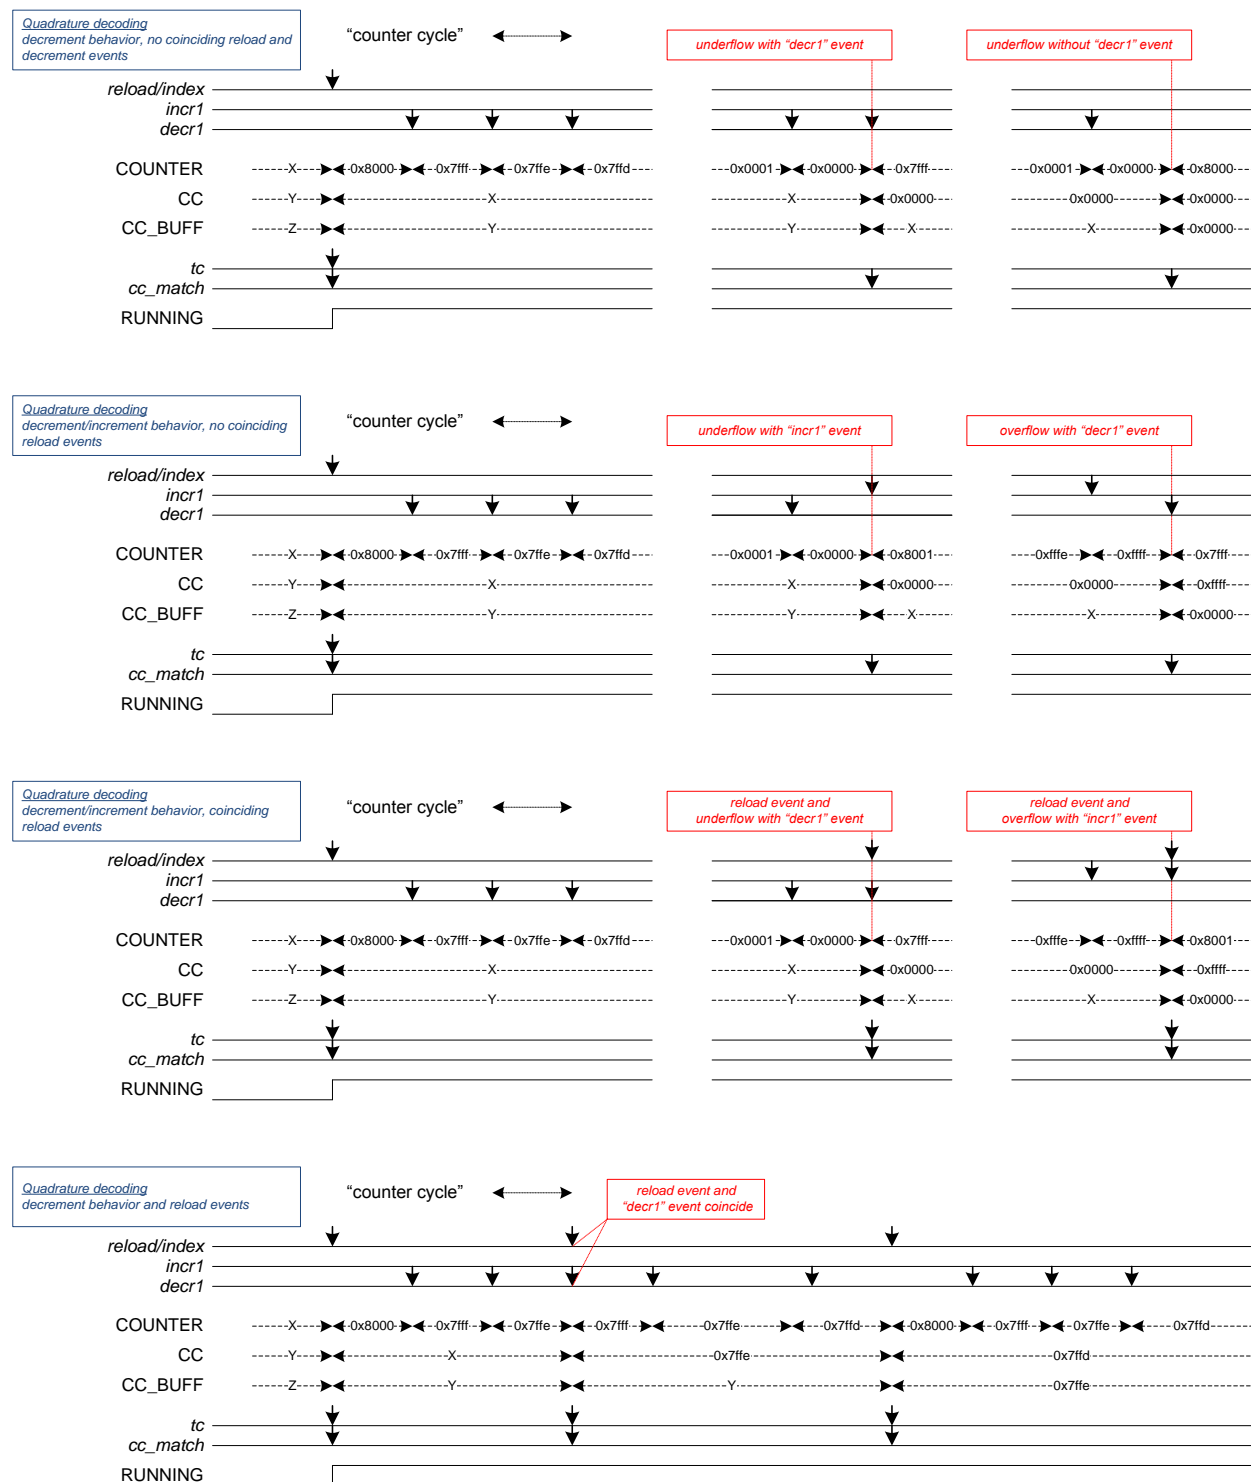 Quadrature decoding
decrement behavior, no coinciding reload and
decrement events
“counter cycle”
underflow with “decr1” event
underflow without “decr1” event
reload/index
incr1
decr1
COUNTER X 0x8000 0x7fff 0x7ffe 0x7ffd 0x0001 0x0000 0x7fff 0x0001 0x0000 0x8000
CC Y X X 0x0000 0x0000 0x0000
CC_BUFF Z Y Y X X 0x0000
tc
cc_match
RUNNING
Quadrature decoding
decrement/increment behavior, no coinciding
reload events
“counter cycle”
underflow with “incr1” event
overflow with “decr1” event
reload/index
incr1
decr1
COUNTER X 0x8000 0x7fff 0x7ffe 0x7ffd 0x0001 0x0000 0x8001 0xfffe 0xffff 0x7fff
CC Y X X 0x0000 0x0000 0xffff
CC_BUFF Z Y Y X X 0x0000
tc
cc_match
RUNNING
Quadrature decoding
decrement/increment behavior, coinciding
reload events
“counter cycle”
reload event and
underflow with “decr1” event
reload event and
overflow with “incr1” event
reload/index
incr1
decr1
COUNTER X 0x8000 0x7fff 0x7ffe 0x7ffd 0x0001 0x0000 0x7fff 0xfffe 0xffff 0x8001
CC Y X X 0x0000 0x0000 0xffff
CC_BUFF Z Y Y X X 0x0000
tc
cc_match
RUNNING
Quadrature decoding
decrement behavior and reload events
“counter cycle”
reload event and
“decr1” event coincide
reload/index
incr1
decr1
COUNTER X 0x8000 0x7fff 0x7ffe 0x7fff 0x7ffe 0x7ffd 0x8000 0x7fff 0x7ffe 0x7ffd
CC Y X 0x7ffe 0x7ffd
CC_BUFF Z Y Y 0x7ffe
tc
cc_match
RUNNING